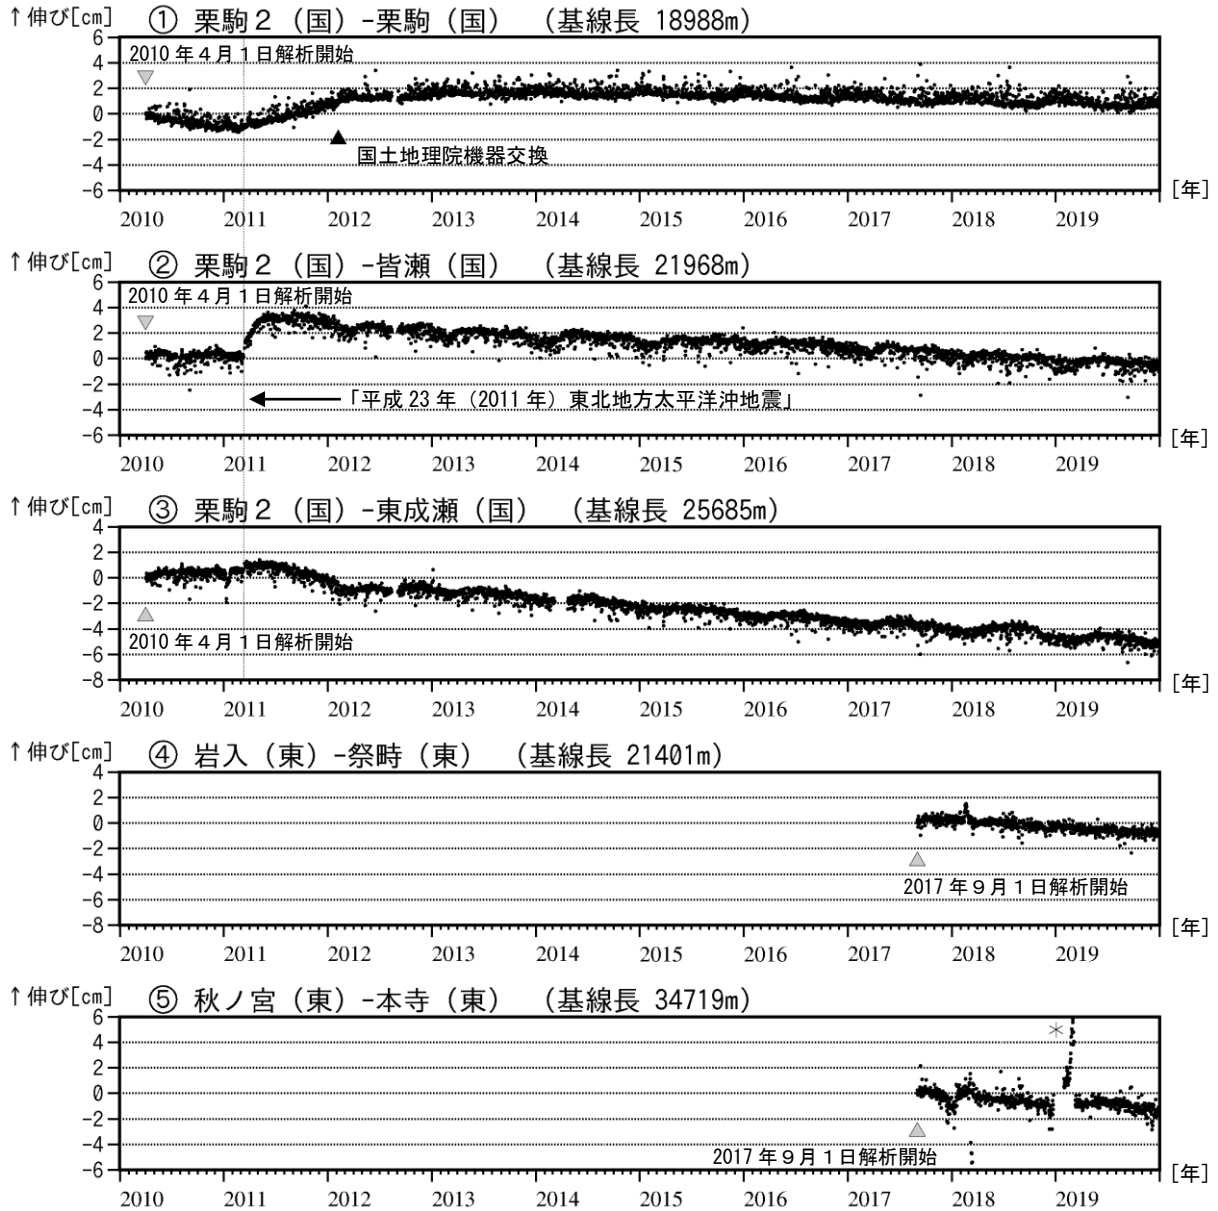 ↑伸び[cm] ① 栗駒２（国）-栗駒（国） （基線長 18988m）
6
2010 年４月１日解析開始
4
2
0
-2
国土地理院機器交換
-4
-6
[年]
2010 2011 2012 2013 2014 2015 2016 2017 2018 2019
↑伸び[cm] ② 栗駒２（国）-皆瀬（国） （基線長 21968m）
6
2010 年４月１日解析開始
4
2
0
-2
「平成 23 年（2011 年）東北地方太平洋沖地震」
-4
-6
[年]
2010 2011 2012 2013 2014 2015 2016 2017 2018 2019
↑伸び[cm] ③ 栗駒２（国）-東成瀬（国） （基線長 25685m）
4
2
0
-2
-4
2010 年４月１日解析開始
-6
-8
[年]
2010 2011 2012 2013 2014 2015 2016 2017 2018 2019
↑伸び[cm] ④ 岩入（東）-祭畤（東） （基線長 21401m）
4
2
0
-2
-4
2017 年９月１日解析開始
-6
-8
[年]
2010 2011 2012 2013 2014 2015 2016 2017 2018 2019
↑伸び[cm] ⑤ 秋ノ宮（東）-本寺（東） （基線長 34719m）
6
＊
4
2
0
-2
-4
2017 年９月１日解析開始
-6
[年]
2010 2011 2012 2013 2014 2015 2016 2017 2018 2019